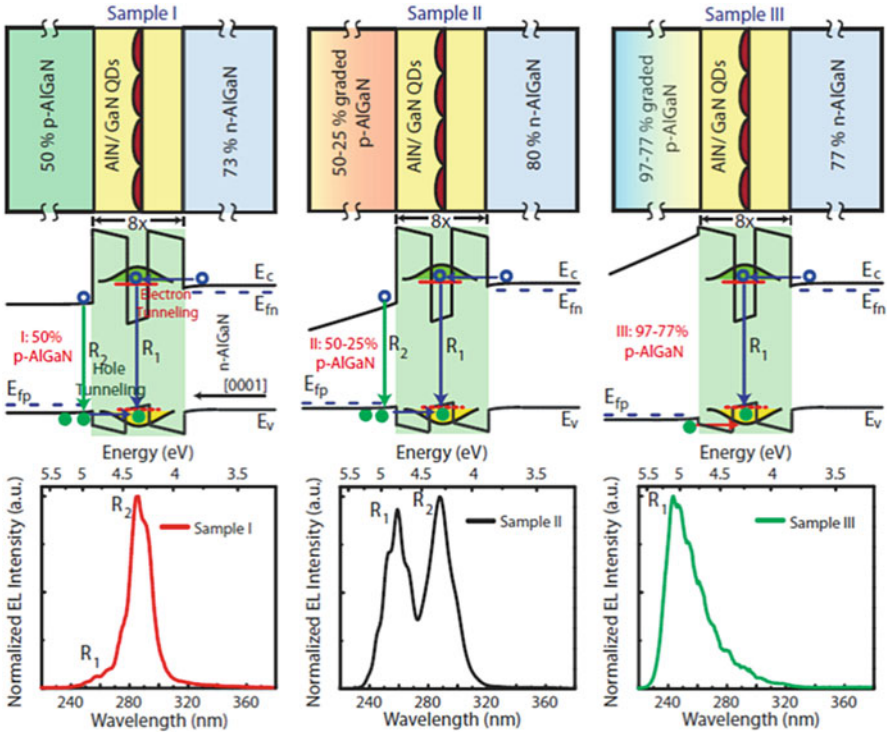 Sample I
50 % p-AlGaN
AlN/ GaN QDs
73 % n-AlGaN
8x
I: 50%
p-AlGaN
R2
Hole
Tunneling
Electron
Tunneling
R1
n-AlGaN
[0001]
Ec
Efn
Efp
Ev
Sample II
50-25 % graded
p-AlGaN
AlN/ GaN QDs
80 % n-AlGaN
8x
II: 50-25%
p-AlGaN
R2
R1
Ec
Efn
Efp
Ev
Sample III
97-77 % graded
p-AlGaN
AlN/ GaN QDs
77 % n-AlGaN
8x
III: 97-77%
p-AlGaN
R1
Ec
Efn
Efp
Ev
Energy (eV)
5.5 5 4.5 4 3.5
Normalized EL Intensity (a.u.)
R2
R1
Sample I
240 280 320 360
Wavelength (nm)
Energy (eV)
5.5 5 4.5 4 3.5
Normalized EL Intensity (a.u.)
R1
R2
Sample II
240 280 320 360
Wavelength (nm)
Energy (eV)
5.5 5 4.5 4 3.5
Normalized EL Intensity (a.u.)
R1
Sample III
240 280 320 360
Wavelength (nm)